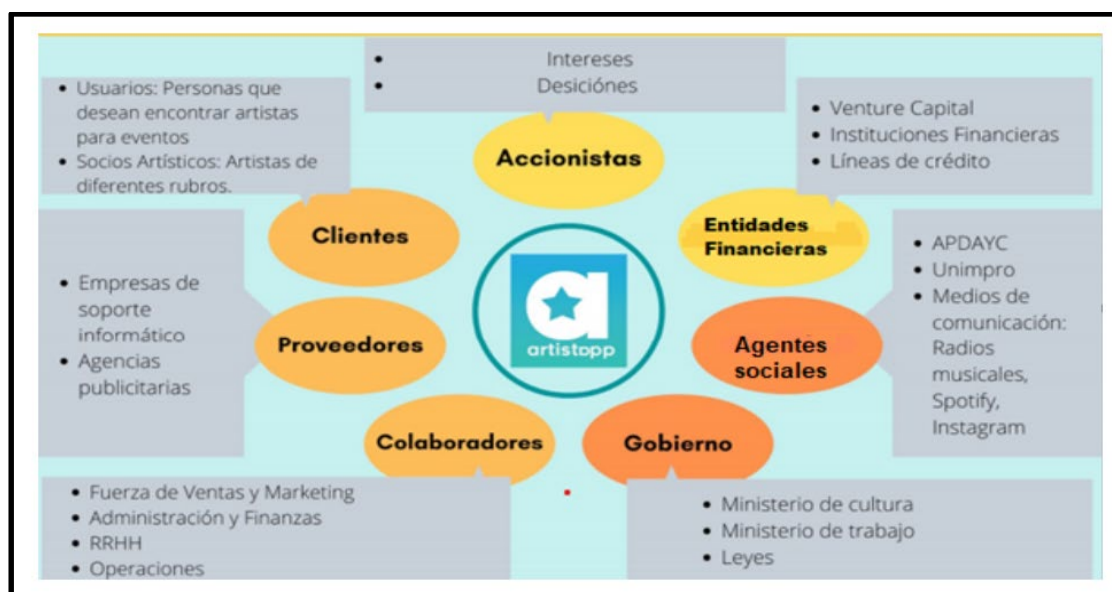 • Intereses
• Desiciónes
• Usuarios: Personas que
desean encontrar artistas
para eventos
• Socios Artísticos: Artistas de
diferentes rubros.
• Venture Capital
• Instituciones Financieras
• Líneas de crédito
Accionistas
Clientes
Entidades
Financieras
• Empresas de
soporte
informático
• Agencias
publicitarias
Proveedores
a
artistapp
Agentes
sociales
• APDAYC
• Unimpro
• Medios de
comunicación:
Radios
musicales,
Spotify,
Instagram
Colaboradores
Gobierno
• Fuerza de Ventas y Marketing
• Administración y Finanzas
• RRHH
• Operaciones
• Ministerio de cultura
• Ministerio de trabajo
• Leyes